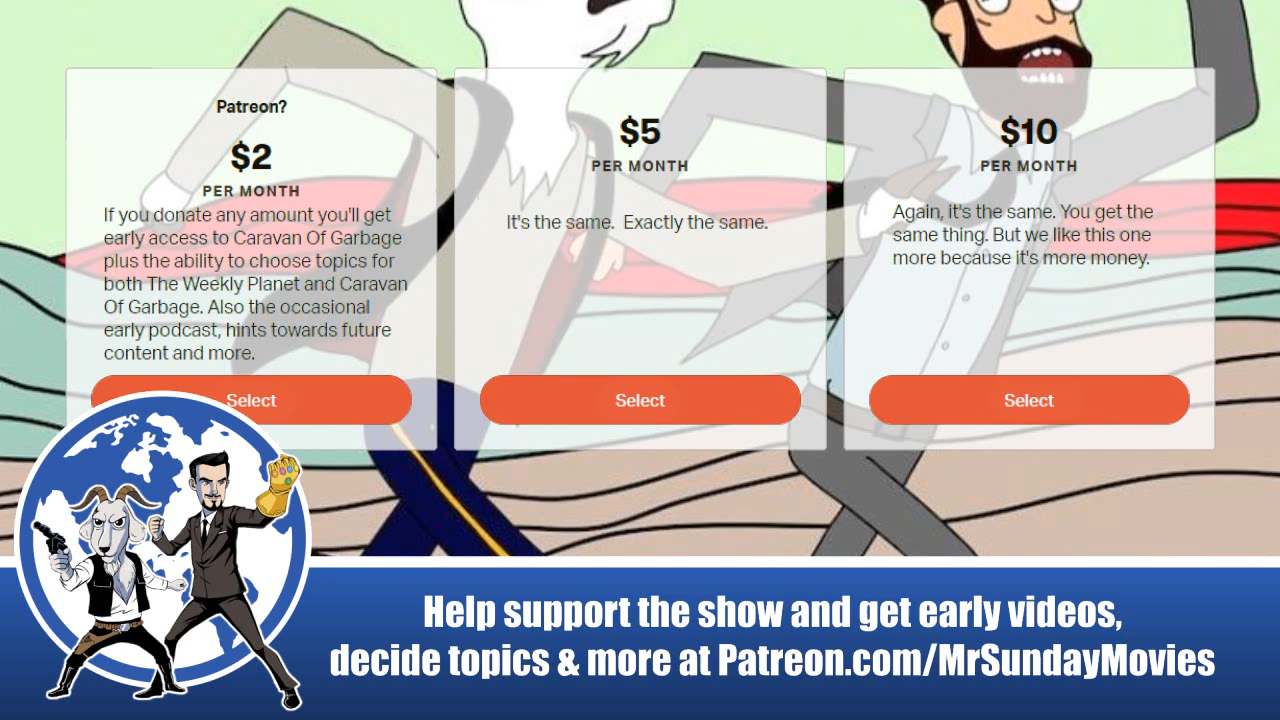 Patreon?
$2
PER MONTH
If you donate any amount you'll get
early access to Caravan Of Garbage
plus the ability to choose topics for
both The Weekly Planet and Caravan
Of Garbage. Also the occasional
early podcast, hints towards future
content and more.
Select
$5
PER MONTH
It's the same.  Exactly the same.
Select
$10
PER MONTH
Again, it's the same. You get the
same thing. But we like this one
more because it's more money.
Select
Help support the show and get early videos,
decide topics & more at Patreon.com/MrSundayMovies